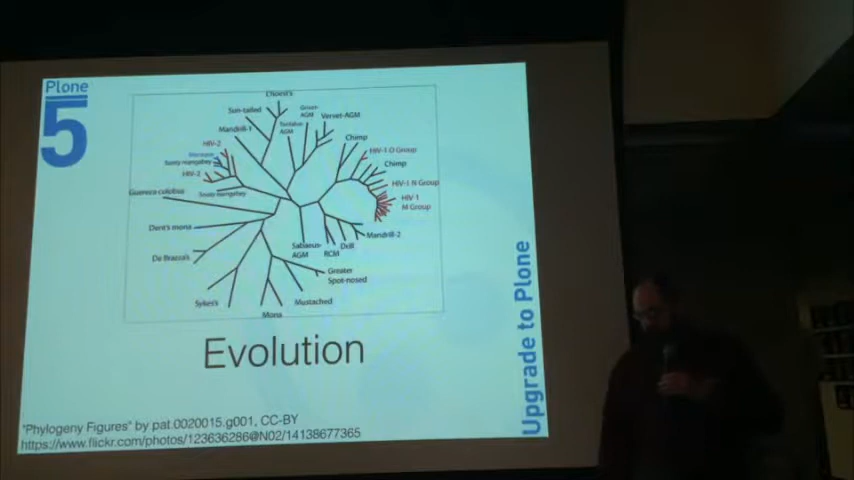 Plone
5
L'hoest's
Sun-tailed
Grivet-
AGM
Vervet-AGM
Tantalus-
AGM
Mandrill-1
Chimp
HIV-2
HIV-1 O Group
Macaque
Sooty mangabey
Chimp
HIV-2
HIV-1 N Group
Guereza colobus
Sooty mangabey
HIV-1
M Group
Dent's mona
Mandrill-2
Sabaeus-
AGM
RCM
Drill
De Brazza's
Greater
Spot-nosed
Sykes's
Mustached
Mona
Evolution
Upgrade to Plone
"Phylogeny Figures" by pat.0020015.g001, CC-BY
https://www.flickr.com/photos/123636286@N02/14138677365